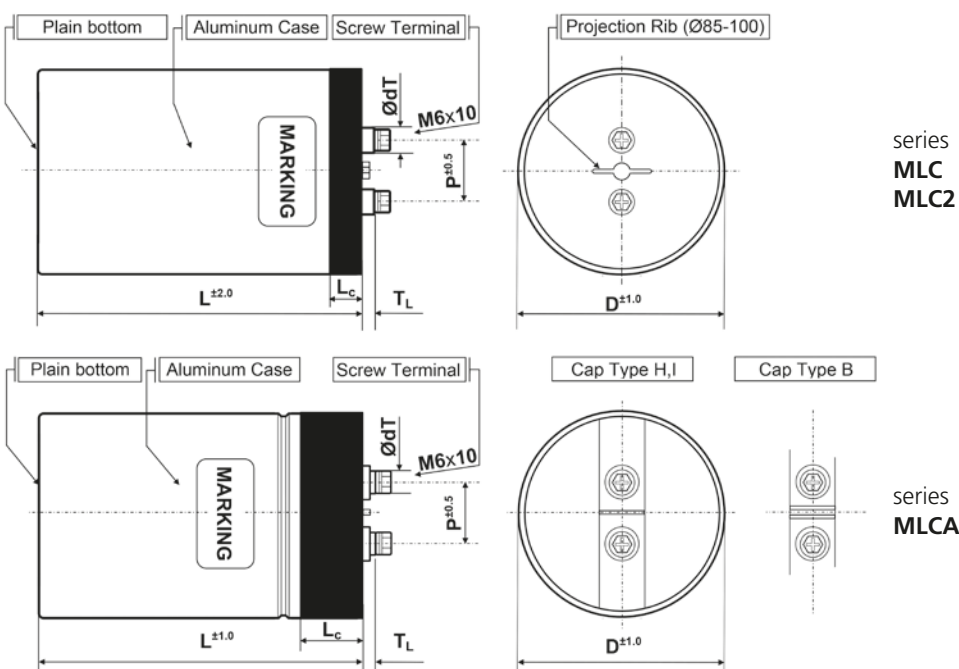 Plain bottom
Aluminum Case
Screw Terminal
Projection Rib (Ø85-100)
ØdT
M6x10
MARKING
P±0.5
series
MLC
MLC2
Lc
L±2.0
TL
D±1.0
Plain bottom
Aluminum Case
Screw Terminal
Cap Type H,I
Cap Type B
ØdT
M6x10
MARKING
P±0.5
series
MLCA
Lc
L±1.0
TL
D±1.0